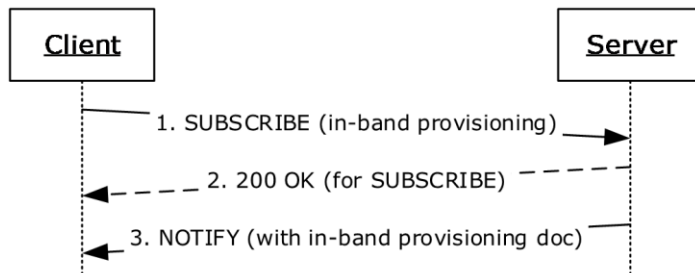 Client
Server
1. SUBSCRIBE (in-band provisioning)
2. 200 OK (for SUBSCRIBE)
3. NOTIFY (with in-band provisioning doc)